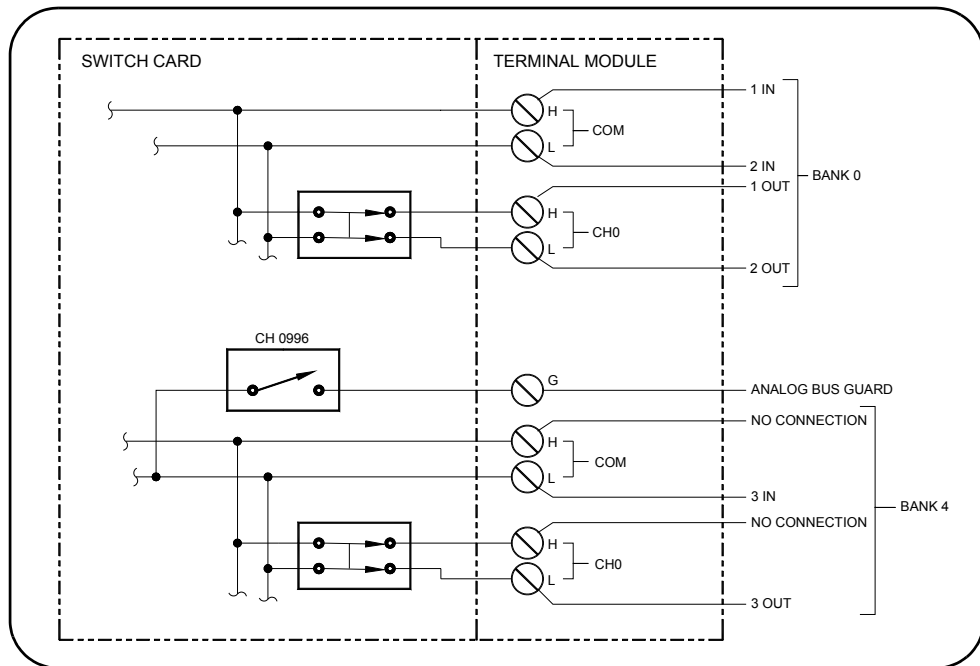 SWITCH CARD
TERMINAL MODULE
1 IN
H
COM
L
2 IN
BANK 0
1 OUT
H
CH0
L
2 OUT
CH 0996
G
ANALOG BUS GUARD
NO CONNECTION
H
COM
L
3 IN
BANK 4
NO CONNECTION
H
CH0
L
3 OUT